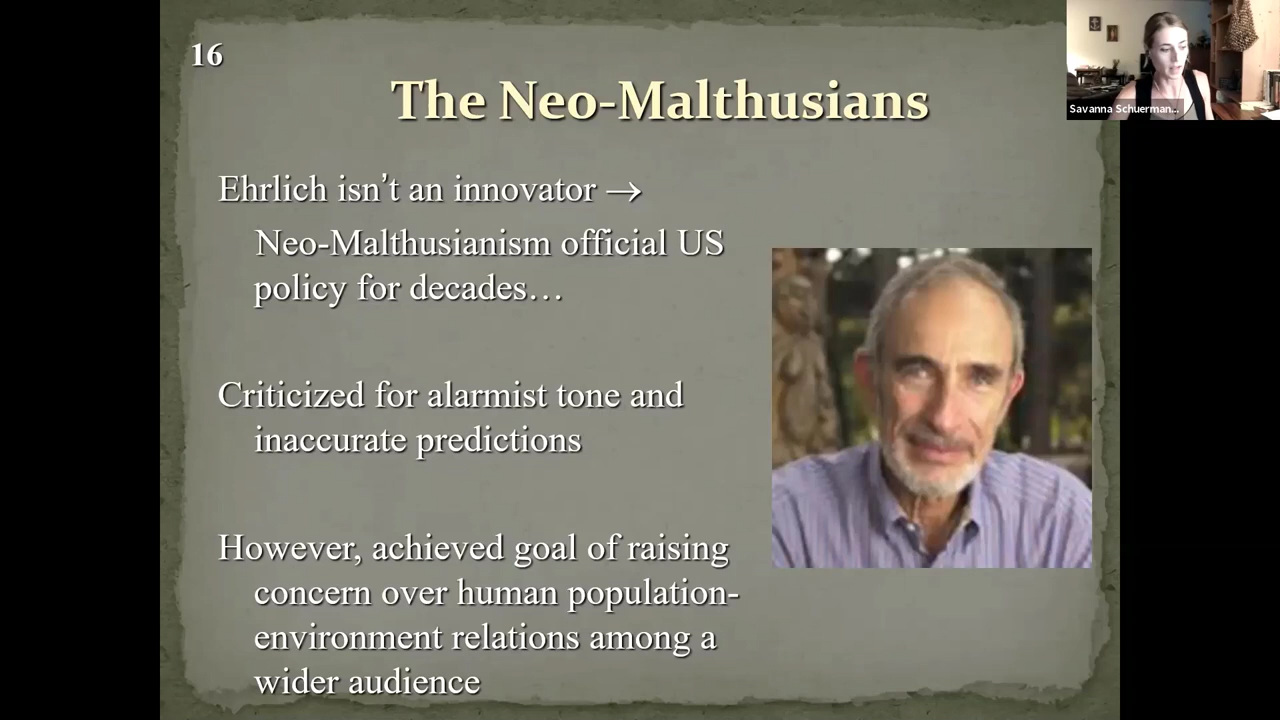 16
The Neo-Malthusians
Savanna Schuerman...
Ehrlich isn’t an innovator →
Neo-Malthusianism official US
policy for decades…
Criticized for alarmist tone and
inaccurate predictions
However, achieved goal of raising
concern over human population-
environment relations among a
wider audience